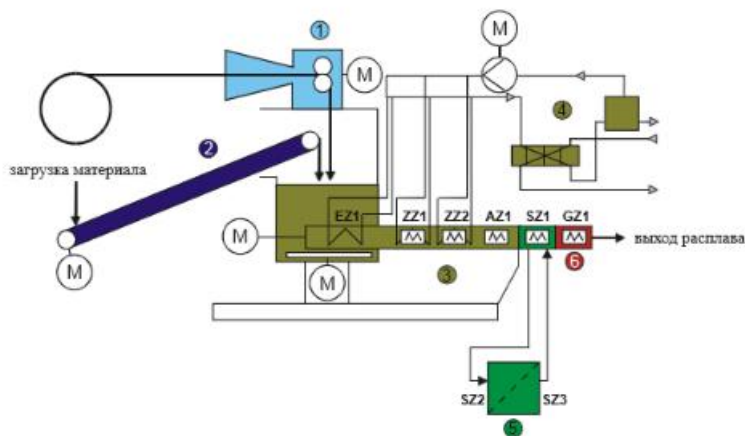 M
1
M
4
2
загрузка материала
EZ1 ZZ1 ZZ2 AZ1 SZ1 GZ1
M
выход расплава
6
3
M
M
SZ2 SZ3
5